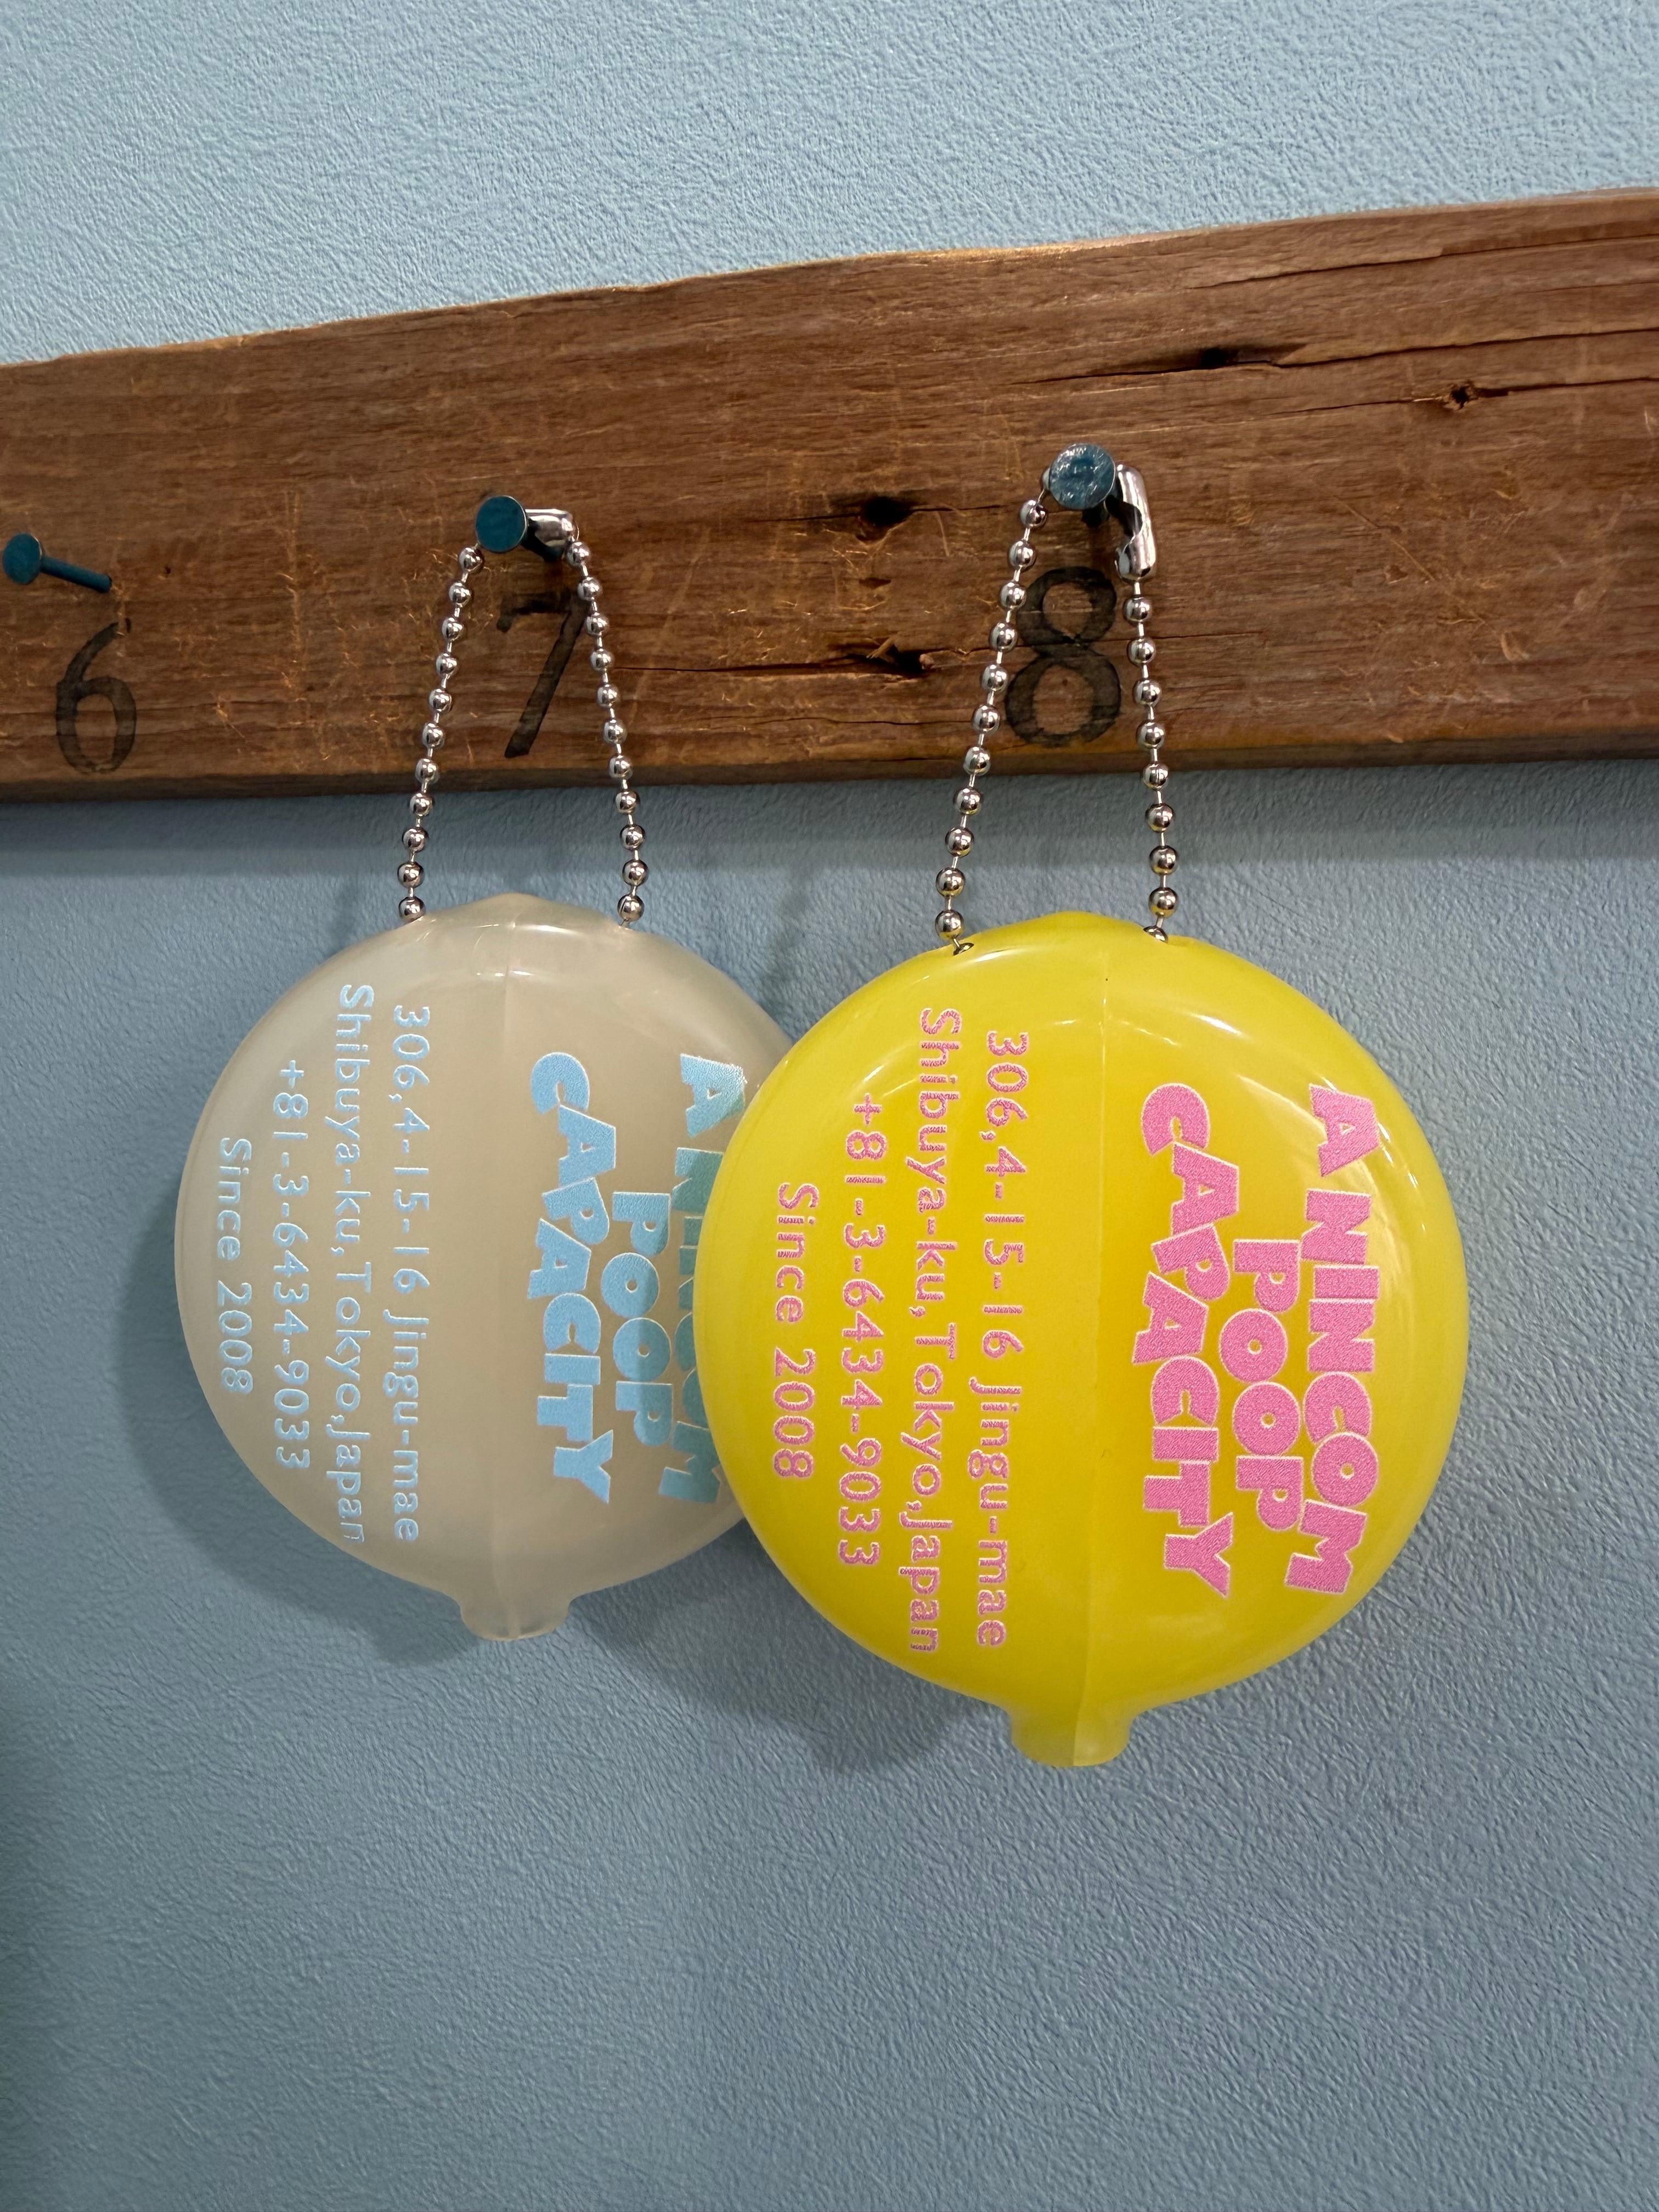 6
7
8
A NINCOM
POOP
CAPACITY
306,4-15-16 Jingu-mae
Shibuya-ku, Tokyo,Japan
+81-3-6434-9033
Since 2008
A NINCOM
POOP
CAPACITY
306,4-15-16 Jingu-mae
Shibuya-ku, Tokyo,Japan
+81-3-6434-9033
Since 2008